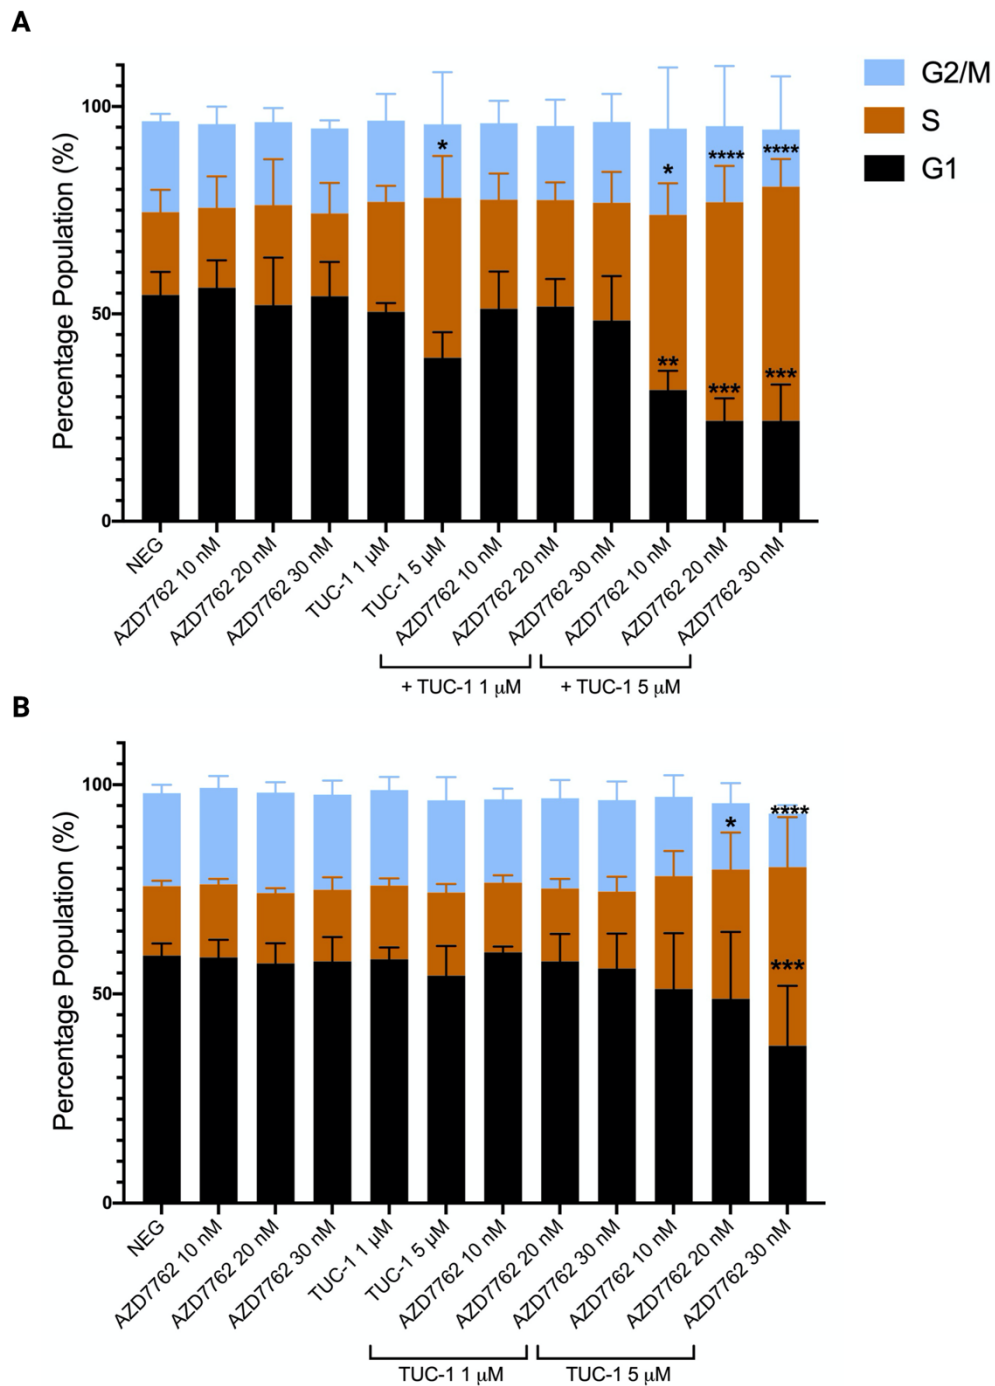 A
G2/M
S
G1
Percentage Population (%)
100
50
0
*
*
****
****
**
***
***
NEG
AZD7762 10 nM
AZD7762 20 nM
AZD7762 30 nM
TUC-1 1 μM
TUC-1 5 μM
AZD7762 10 nM
AZD7762 20 nM
AZD7762 30 nM
AZD7762 10 nM
AZD7762 20 nM
AZD7762 30 nM
+ TUC-1 1 μM
+ TUC-1 5 μM
B
Percentage Population (%)
100
50
0
*
****
***
NEG
AZD7762 10 nM
AZD7762 20 nM
AZD7762 30 nM
TUC-1 1 μM
TUC-1 5 μM
AZD7762 10 nM
AZD7762 20 nM
AZD7762 30 nM
AZD7762 10 nM
AZD7762 20 nM
AZD7762 30 nM
TUC-1 1 μM
TUC-1 5 μM